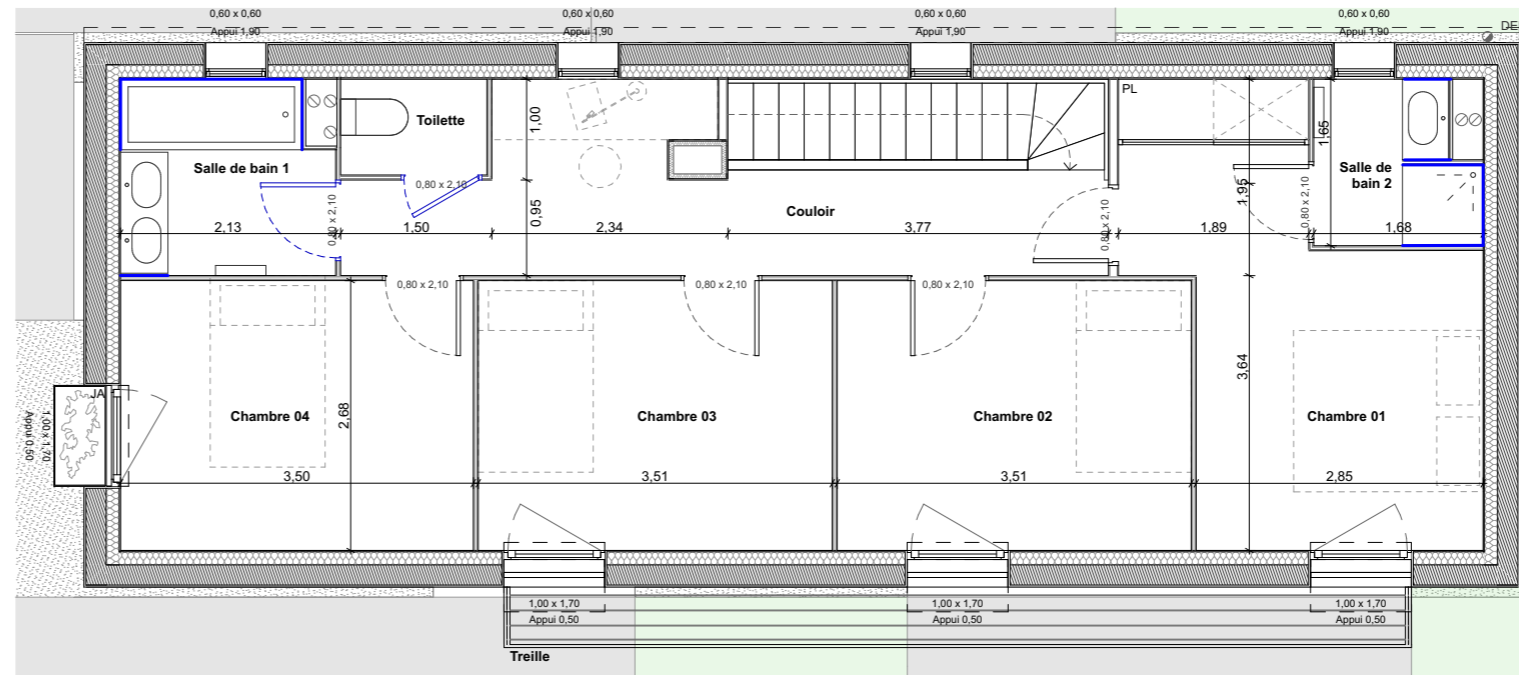 0,60 x 0,60
Appui 1,90
0,60 x 0,60
Appui 1,90
0,60 x 0,60
Appui 1,90
0,60 x 0,60
Appui 1,90
DE
Toilette
1,00
PL
x
1,65
Salle de bain 1
0,80 x 2,10
Salle de
bain 2
1,95
0,80 x 2,10
0,80 x 2,10
0,80 x 2,10
0,95
Couloir
2,13
1,50
2,34
3,77
1,89
1,68
0,80 x 2,10
0,80 x 2,10
0,80 x 2,10
3,64
JA
1,00 x 1,70
Appui 0,50
Chambre 04
2,68
Chambre 03
Chambre 02
Chambre 01
3,50
3,51
3,51
2,85
1,00 x 1,70
Appui 0,50
1,00 x 1,70
Appui 0,50
1,00 x 1,70
Appui 0,50
Treille